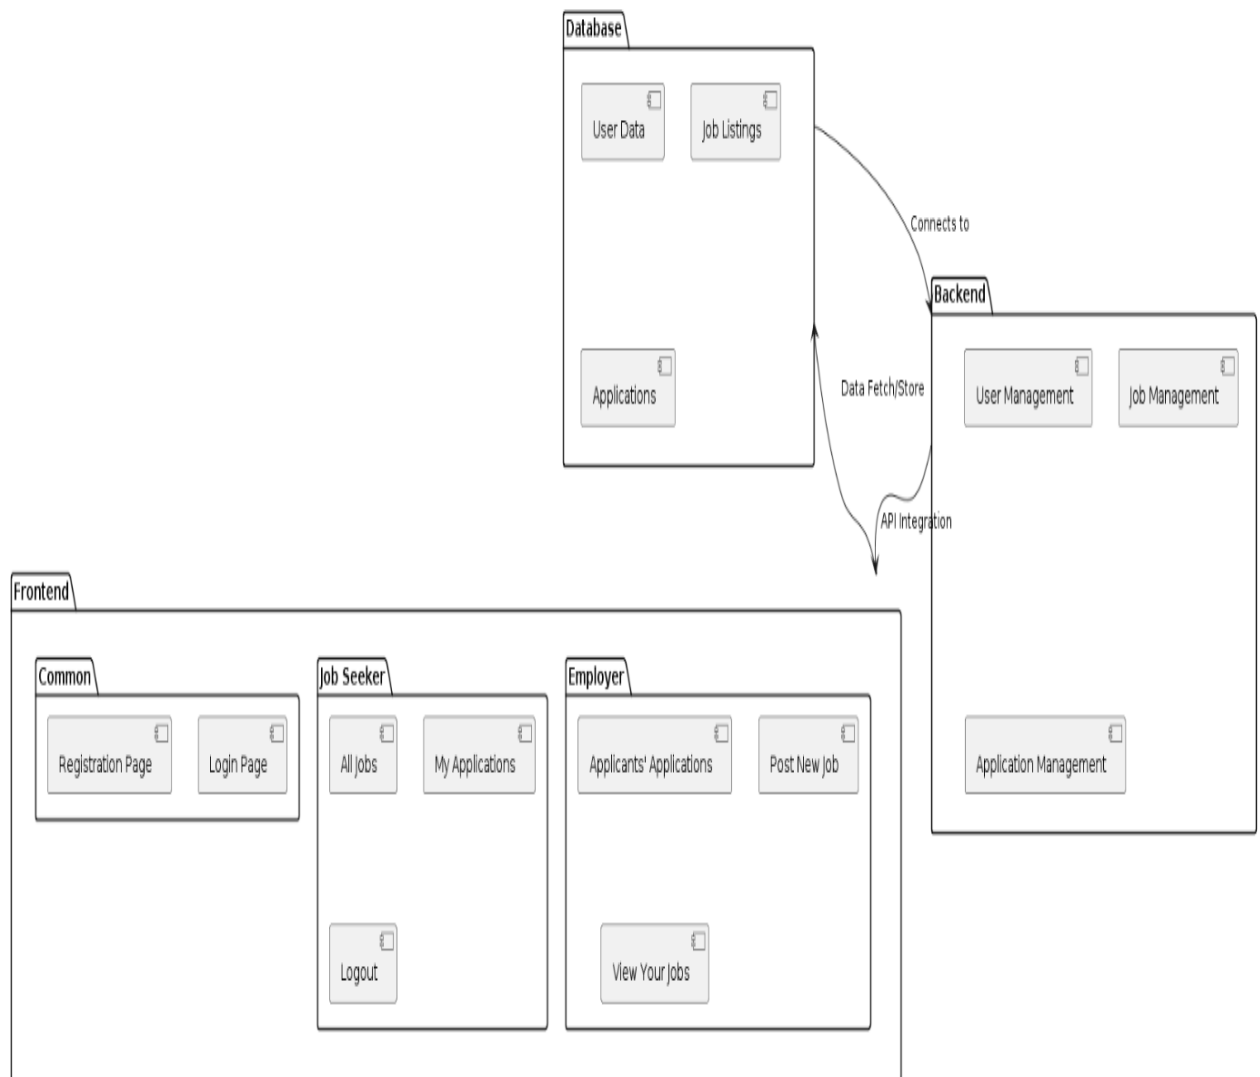 Database
User Data
Job Listings
Connects to
Backend
Data Fetch/Store
User Management
Job Management
Applications
API Integration
Frontend
Common
Job Seeker
Employer
Registration Page
Login Page
All Jobs
My Applications
Applicants' Applications
Post New Job
Application Management
Logout
View Your Jobs